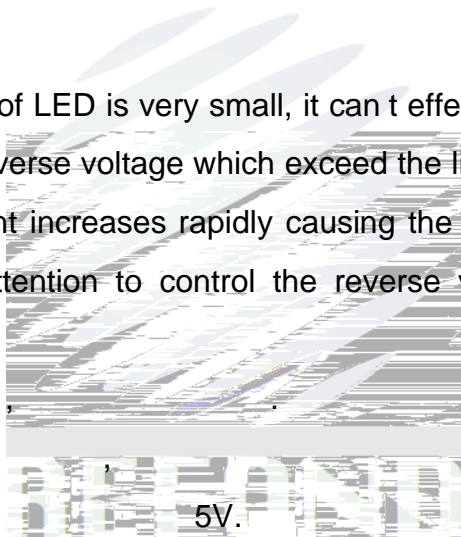 of LED is very small, it can t effe
verse voltage which exceed the li
nt increases rapidly causing the
ttention to control the reverse v
,
.
,
5V.